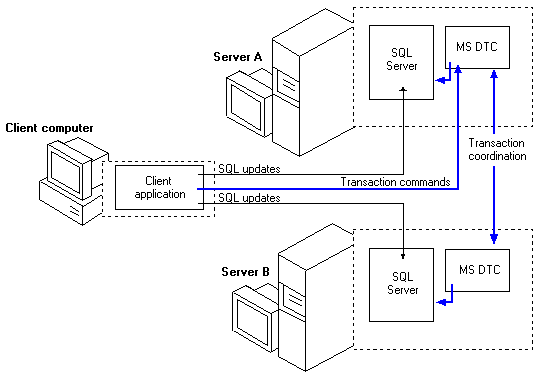 Server A
SQL
Server
MS DTC
Client computer
Client
application
SQL updates
Transaction commands
SQL updates
Transaction
coordination
Server B
SQL
Server
MS DTC